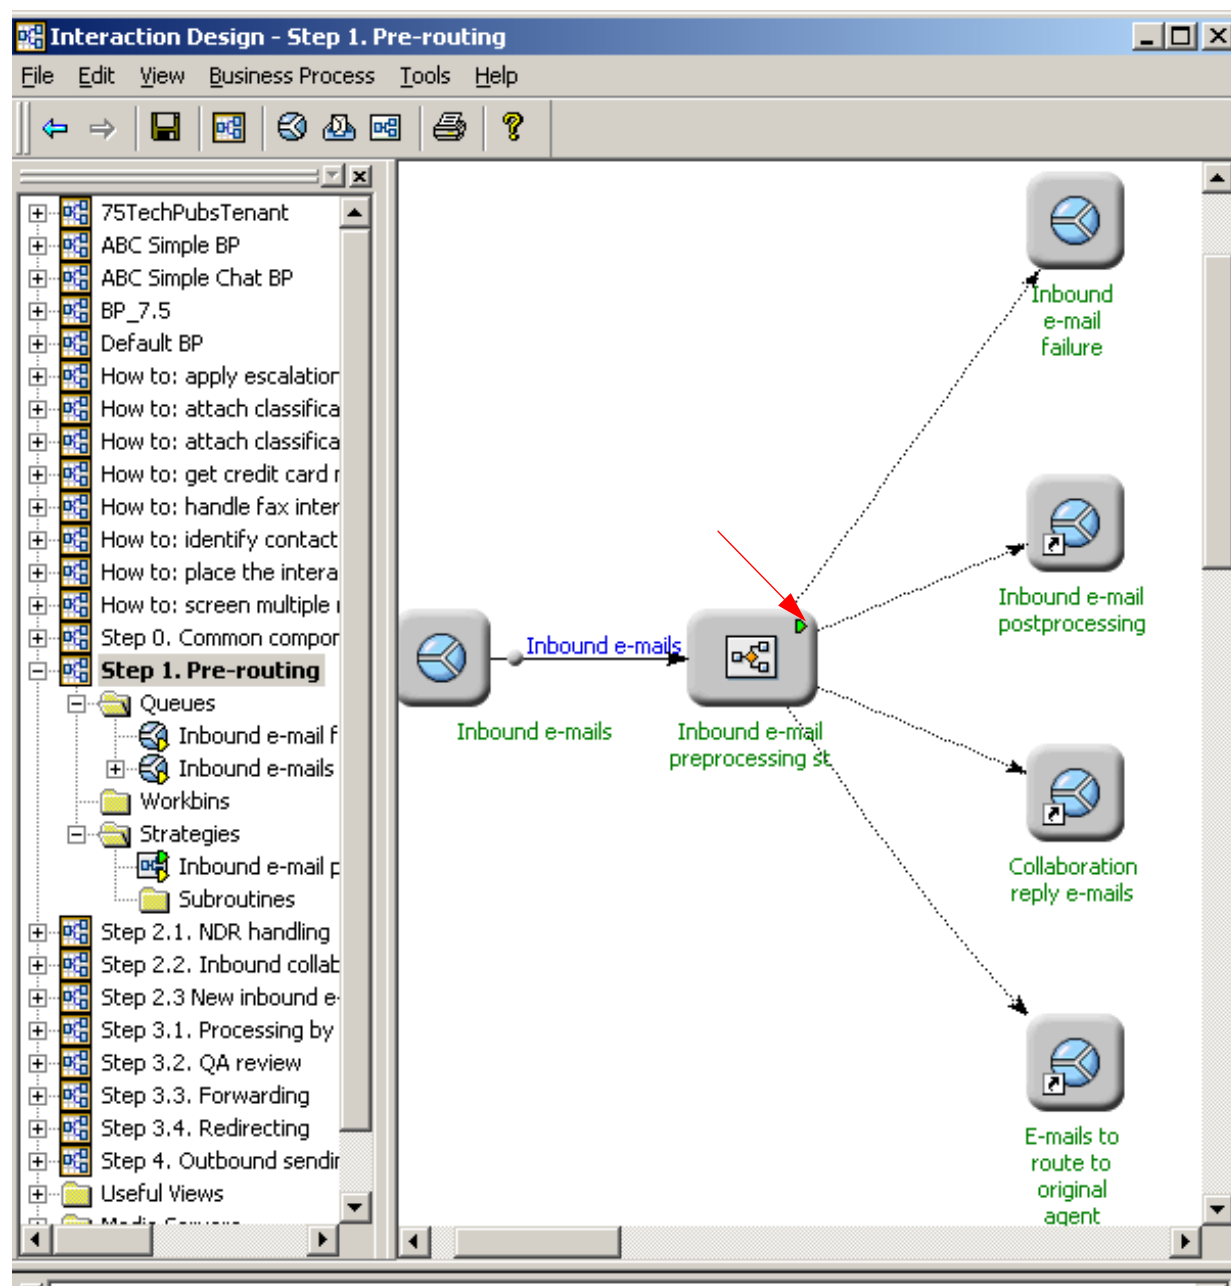 Interaction Design - Step 1. Pre-routing
File Edit View Business Process Tools Help
75TechPubsTenant
ABC Simple BP
ABC Simple Chat BP
BP_7.5
Default BP
How to: apply escalation
How to: attach classifica
How to: attach classifica
How to: get credit card
How to: handle fax inter
How to: identify contact
How to: place the intera
How to: screen multiple
Step 0. Common compor
Step 1. Pre-routing
Queues
Inbound e-mail f
Inbound e-mails
Workbins
Strategies
Inbound e-mail p
Subroutines
Step 2.1. NDR handling
Step 2.2. Inbound collab
Step 2.3 New inbound e-
Step 3.1. Processing by
Step 3.2. QA review
Step 3.3. Forwarding
Step 3.4. Redirecting
Step 4. Outbound sendin
Useful Views
Inbound e-mails
Inbound e-mails
Inbound e-mail
preprocessing st
Inbound
e-mail
failure
Inbound e-mail
postprocessing
Collaboration
reply e-mails
E-mails to
route to
original
agent